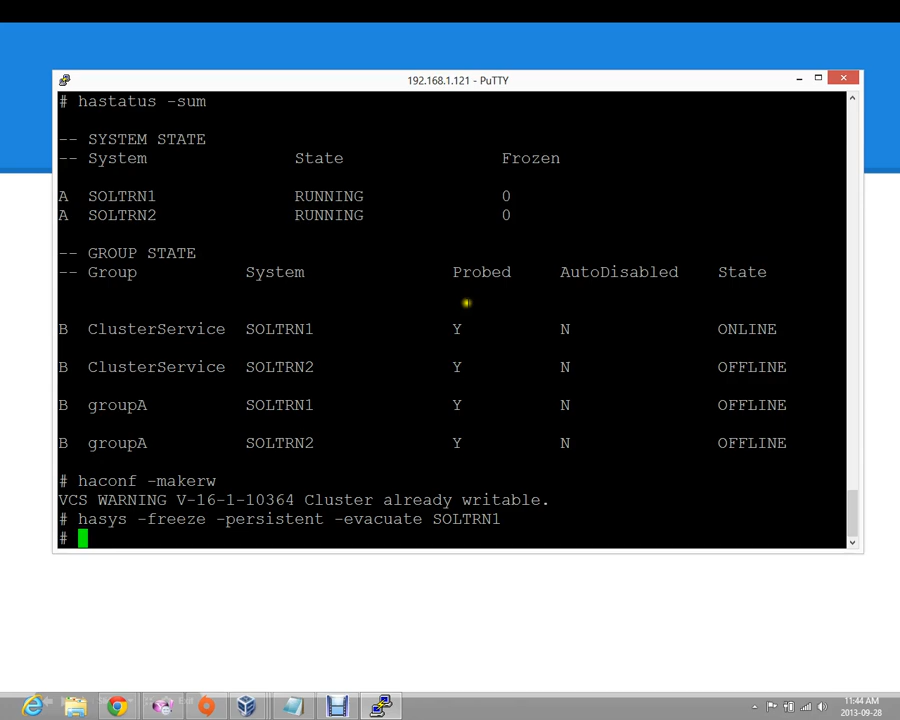 192.168.1.121 - PuTTY
# hastatus -sum
-- SYSTEM STATE
-- System State Frozen
A SOLTRN1 RUNNING 0
A SOLTRN2 RUNNING 0
-- GROUP STATE
-- Group System Probed AutoDisabled State
B ClusterService SOLTRN1 Y N ONLINE
B ClusterService SOLTRN2 Y N OFFLINE
B groupA SOLTRN1 Y N OFFLINE
B groupA SOLTRN2 Y N OFFLINE
# haconf -makerw
VCS WARNING V-16-1-10364 Cluster already writable.
# hasys -freeze -persistent -evacuate SOLTRN1
#
11:44 AM
2013-09-28